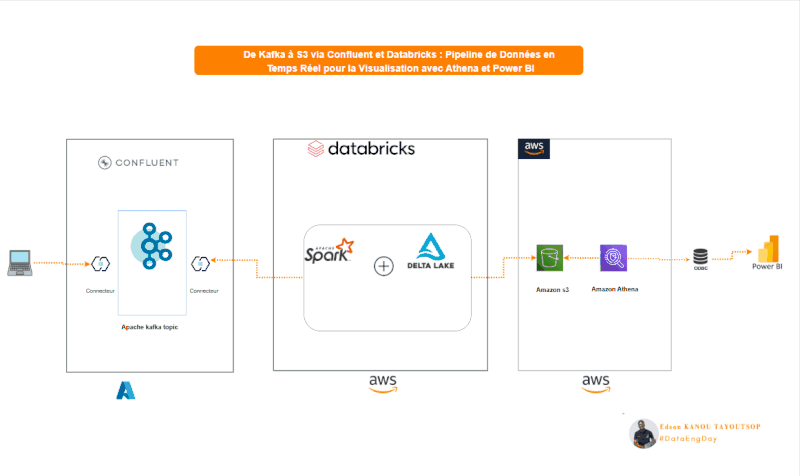 De Kafka à S3 via Confluent et Databricks : Pipeline de Données en
Temps Réel pour la Visualisation avec Athena et Power BI
CONFLUENT
databricks
aws
APACHE
Spark
DELTA LAKE
Connecteur
Connecteur
Apache kafka topic
Amazon s3
Amazon Athena
ODBC
Power BI
aws
aws
Edson KANOU TAYOUTSOP
#DataEngDay